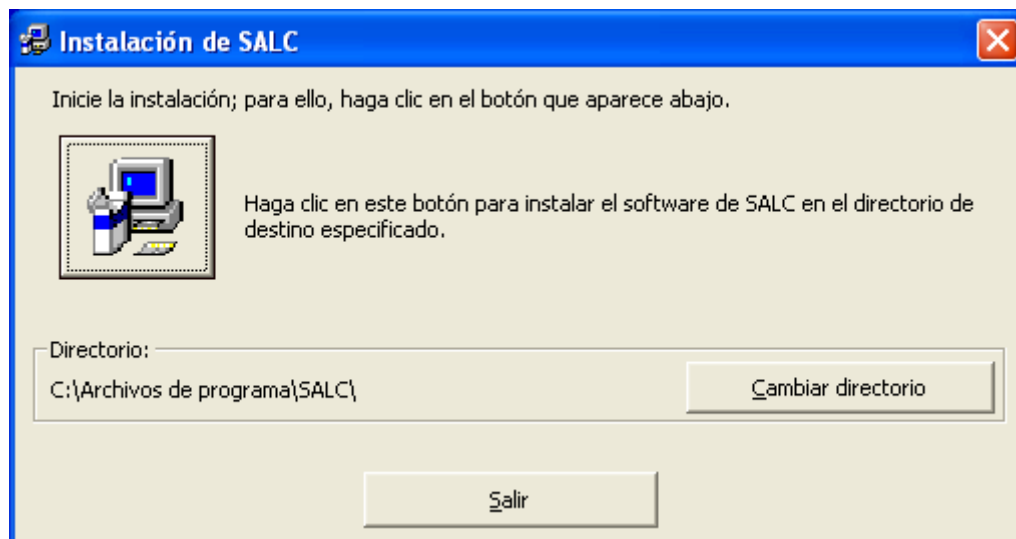 Instalación de SALC
Inicie la instalación; para ello, haga clic en el botón que aparece abajo.
Haga clic en este botón para instalar el software de SALC en el directorio de
destino especificado.
Directorio:
C:\Archivos de programa\SALC\
Cambiar directorio
Salir